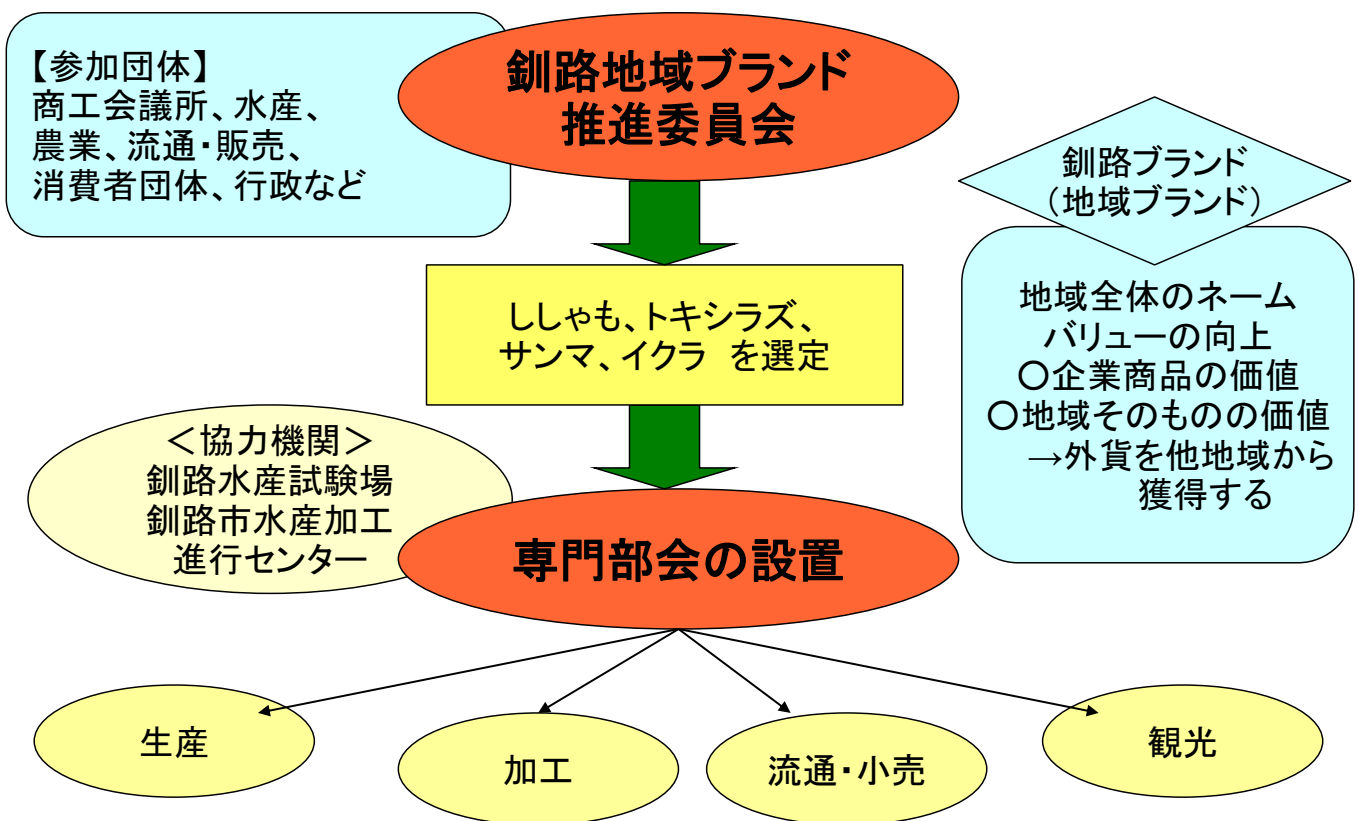 【参加団体】
商工会議所、水産、
農業、流通・販売、
消費者団体、行政など
釧路地域ブランド
推進委員会
釧路ブランド
（地域ブランド）
地域全体のネーム
バリューの向上
〇企業商品の価値
〇地域そのものの価値
→外貨を他地域から
獲得する
ししゃも、トキシラズ、
サンマ、イクラ　を選定
＜協力機関＞
釧路水産試験場
釧路市水産加工
進行センター
専門部会の設置
生産
加工
流通・小売
観光